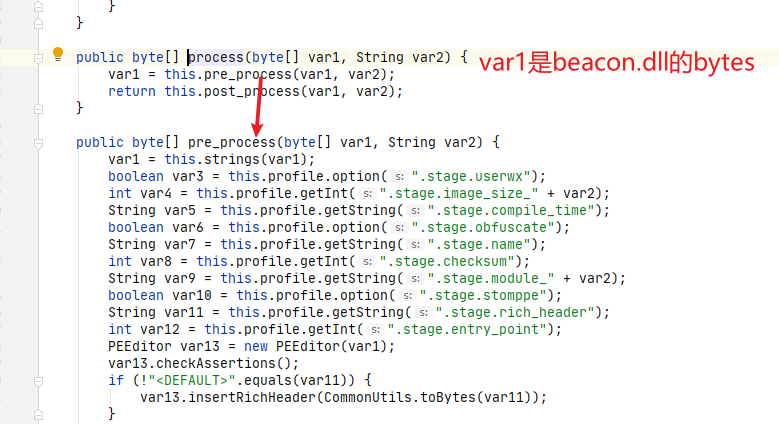 }
}
public byte[] process(byte[] var1, String var2) {
var1是beacon.dll的bytes
var1 = this.pre_process(var1, var2);
return this.post_process(var1, var2);
}
public byte[] pre_process(byte[] var1, String var2) {
var1 = this.strings(var1);
boolean var3 = this.profile.option( s: ".stage.userwx");
int var4 = this.profile.getInt( s: ".stage.image_size_" + var2);
String var5 = this.profile.getString( s: ".stage.compile_time");
boolean var6 = this.profile.option( s: ".stage.obfuscate");
String var7 = this.profile.getString( s: ".stage.name");
int var8 = this.profile.getInt( s: ".stage.checksum");
String var9 = this.profile.getString( s: ".stage.module_" + var2);
boolean var10 = this.profile.option( s: ".stage.stomppe");
String var11 = this.profile.getString( s: ".stage.rich_header");
int var12 = this.profile.getInt( s: ".stage.entry_point");
PEEditor var13 = new PEEditor(var1);
var13.checkAssertions();
if (!"<DEFAULT>".equals(var11)) {
var13.insertRichHeader(CommonUtils.toBytes(var11));
}